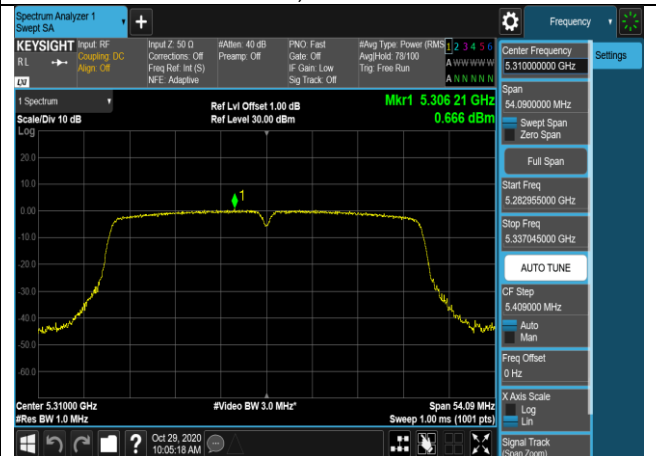 Spectrum Analyzer 1
Swept SA
Frequency
KEYSIGHT
RL
LXI
Input: RF
Coupling: DC
Align: Off
Input Z: 50 Ω
Corrections: Off
Freq Ref: Int (S)
NFE: Adaptive
#Atten: 40 dB
Preamp: Off
PNO: Fast
Gate: Off
IF Gain: Low
Sig Track: Off
#Avg Type: Power (RMS
Avg|Hold: 78/100
Trig: Free Run
1 2 3 4 5 6
A W W W W W
A N N N N N
1 Spectrum
Scale/Div 10 dB
Log
Ref Lvl Offset 1.00 dB
Ref Level 30.00 dBm
Mkr1 5.306 21 GHz
0.666 dBm
1
20.0
10.0
0.00
-10.0
-20.0
-30.0
-40.0
-50.0
-60.0
Center 5.31000 GHz
#Res BW 1.0 MHz
#Video BW 3.0 MHz*
Span 54.09 MHz
Sweep 1.00 ms (1001 pts)
Oct 29, 2020
10:05:18 AM
?
Settings
Center Frequency
5.310000000 GHz
Span
54.0900000 MHz
Swept Span
Zero Span
Full Span
Start Freq
5.282955000 GHz
Stop Freq
5.337045000 GHz
AUTO TUNE
CF Step
5.409000 MHz
Auto
Man
Freq Offset
0 Hz
X Axis Scale
Log
Lin
Signal Track
(Span Zoom)